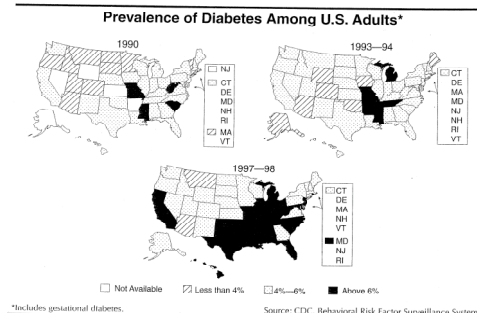 Prevalence of Diabetes Among U.S. Adults*
1990
NJ
CT
DE
MD
NH
RI
MA
VT
1993—94
CT
DE
MA
MD
NJ
NH
RI
VT
1997—98
CT
DE
MA
NH
VT
MD
NJ
RI
Not Available
Less than 4%
4%—6%
Above 6%
*Includes gestational diabetes.
Source: CDC, Behavioral Risk Factor Surveillance System